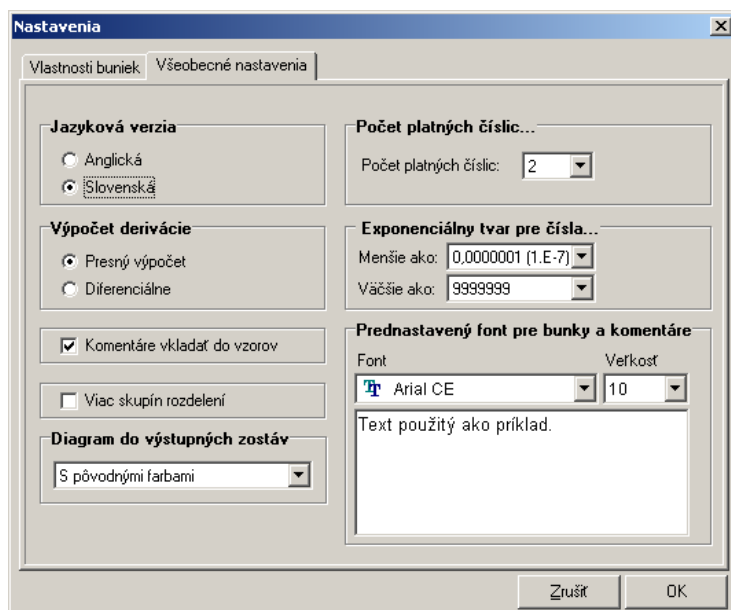 Nastavenia
Vlastnosti buniek
Všeobecné nastavenia
Jazyková verzia
Anglická
Slovenská
Výpočet derivácie
Presný výpočet
Diferenciálne
Komentáre vkladať do vzorov
Viac skupín rozdelení
Diagram do výstupných zostáv
S pôvodnými farbami
Počet platných číslic...
Počet platných číslic: 2
Exponenciálny tvar pre čísla...
Menšie ako: 0,0000001 (1.E-7)
Väčšie ako: 9999999
Prednastavený font pre bunky a komentáre
Font Veľkosť
Arial CE 10
Text použitý ako príklad.
Zrušiť OK